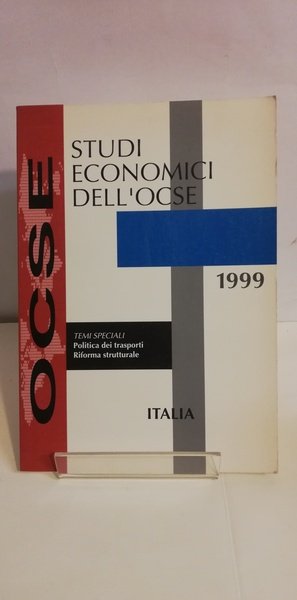 OCSE
STUDI
ECONOMICI
DELL'OCSE
1999
TEMI SPECIALI
Politica dei trasporti
Riforma strutturale
ITALIA